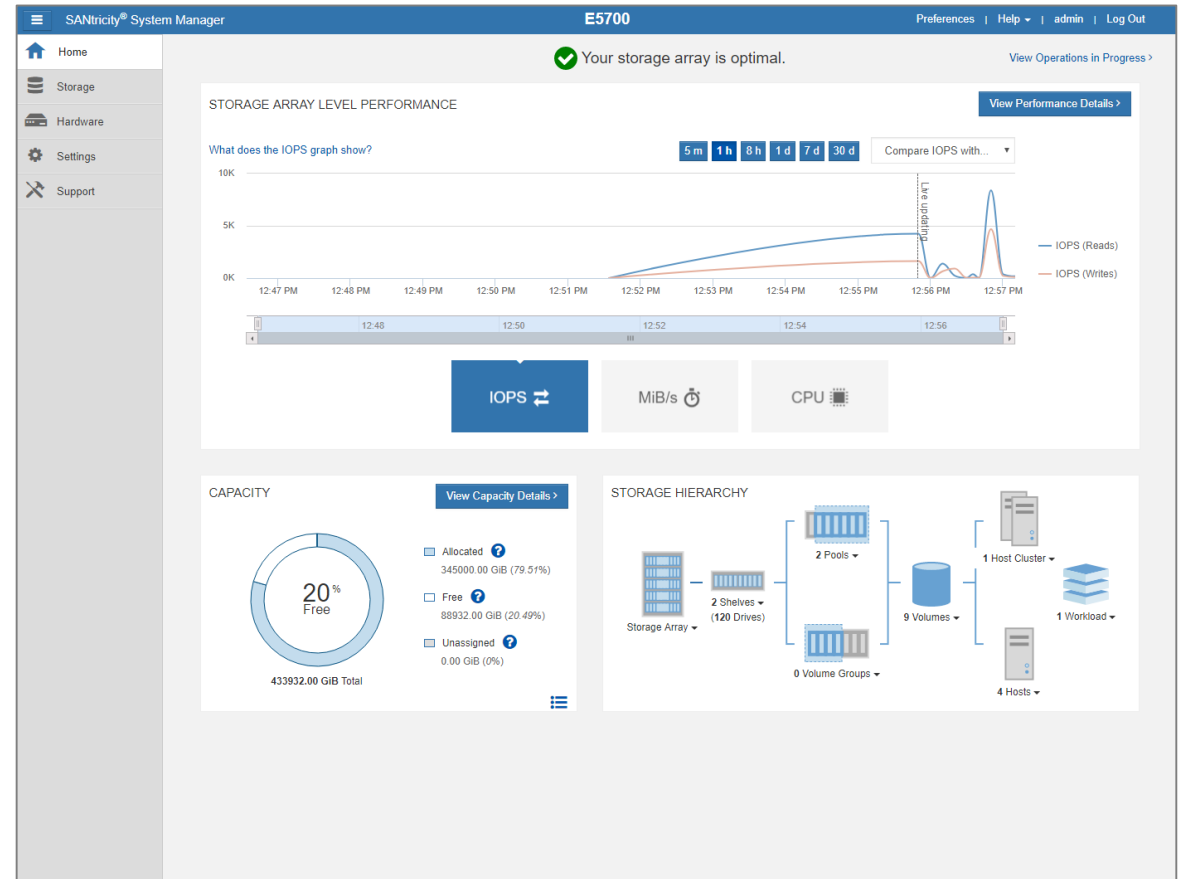 SANtricity® System Manager
E5700
Preferences | Help | admin | Log Out
Home
Storage
Hardware
Settings
Support
Your storage array is optimal.
View Operations in Progress >
STORAGE ARRAY LEVEL PERFORMANCE
View Performance Details >
What does the IOPS graph show?
5 m 1 h 8 h 1 d 7 d 30 d
Compare IOPS with...
10K
5K
0K
Live updating
IOPS (Reads)
IOPS (Writes)
12:47 PM 12:48 PM 12:49 PM 12:50 PM 12:51 PM 12:52 PM 12:53 PM 12:54 PM 12:55 PM 12:56 PM 12:57 PM
12:48 12:50 12:52 12:54 12:56
IOPS
MiB/s
CPU
CAPACITY
View Capacity Details >
20%
Free
433932.00 GiB Total
Allocated ?
345000.00 GiB (79.51%)
Free ?
88932.00 GiB (20.49%)
Unassigned ?
0.00 GiB (0%)
STORAGE HIERARCHY
Storage Array
2 Shelves
(120 Drives)
2 Pools
0 Volume Groups
9 Volumes
1 Host Cluster
4 Hosts
1 Workload